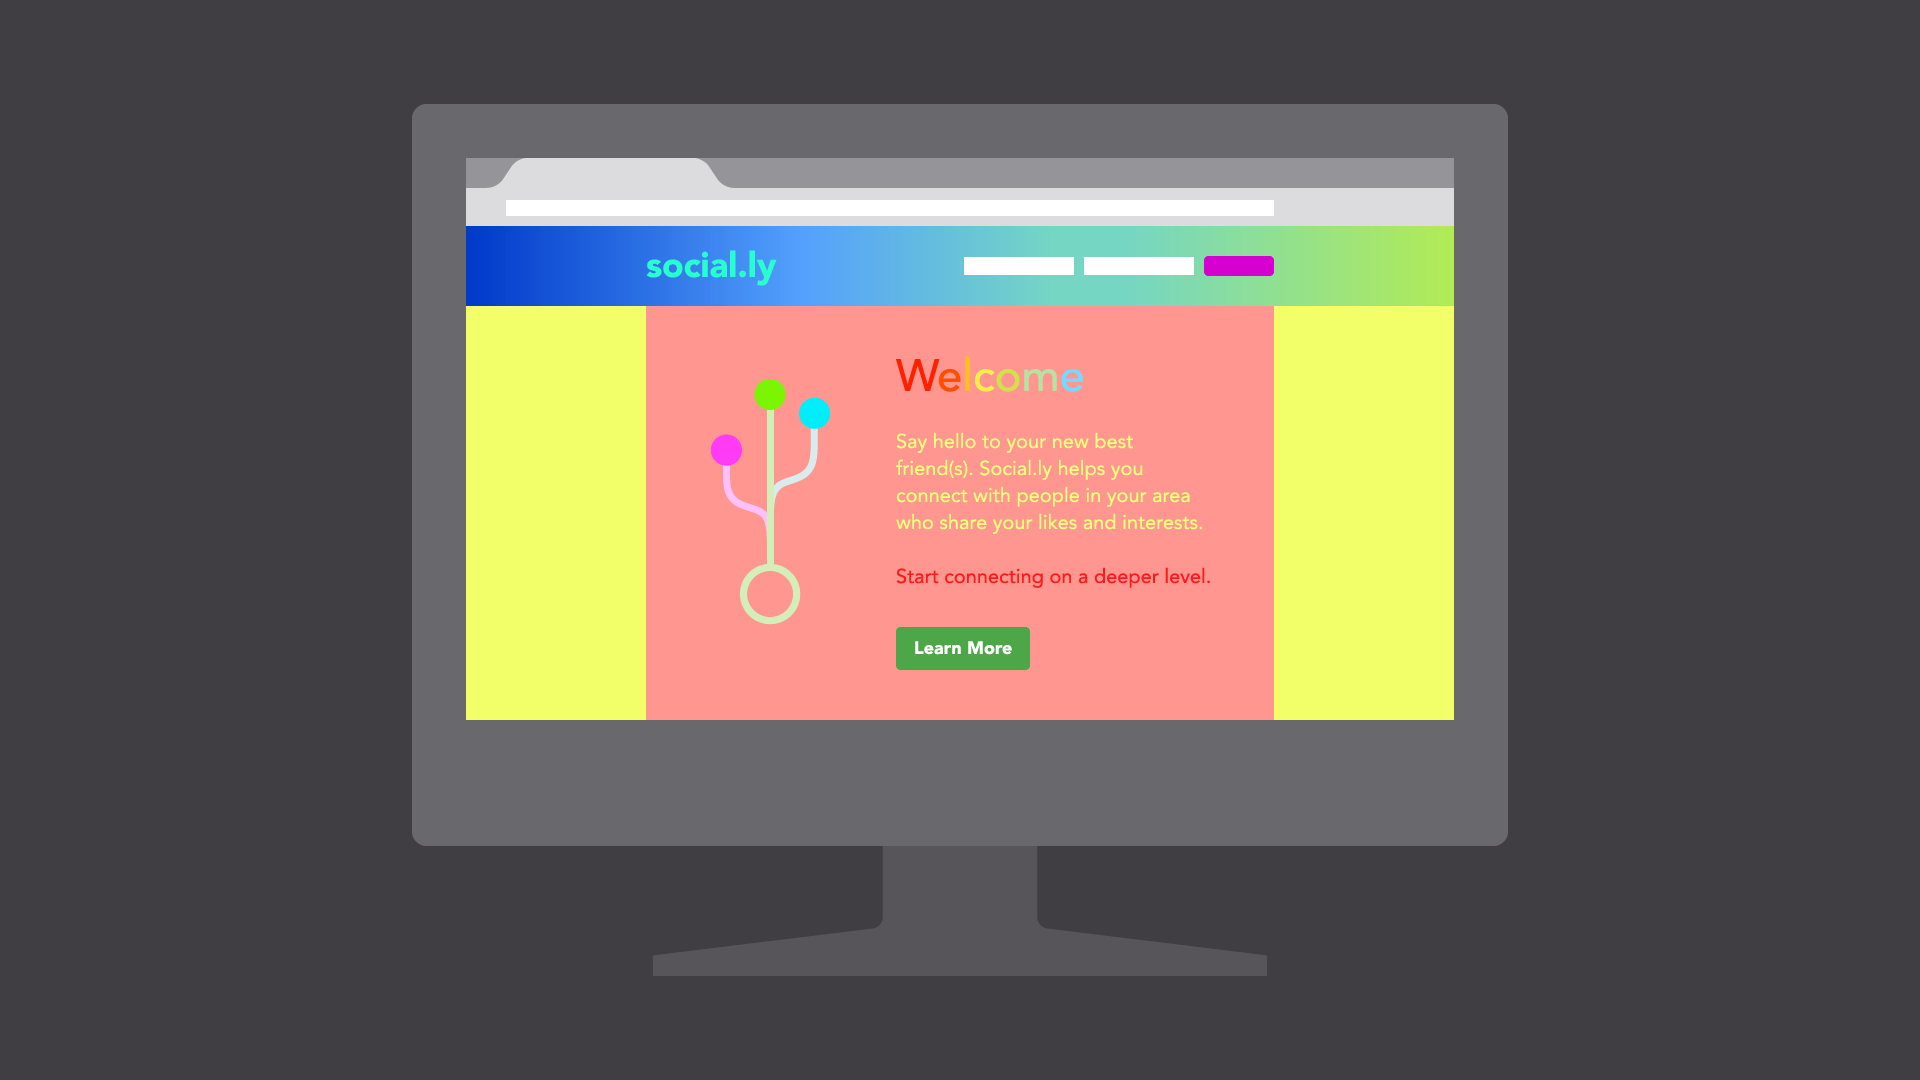 social.ly
Welcome
Say hello to your new best
friend(s). Social.ly helps you
connect with people in your area
who share your likes and interests.
Start connecting on a deeper level.
Learn More